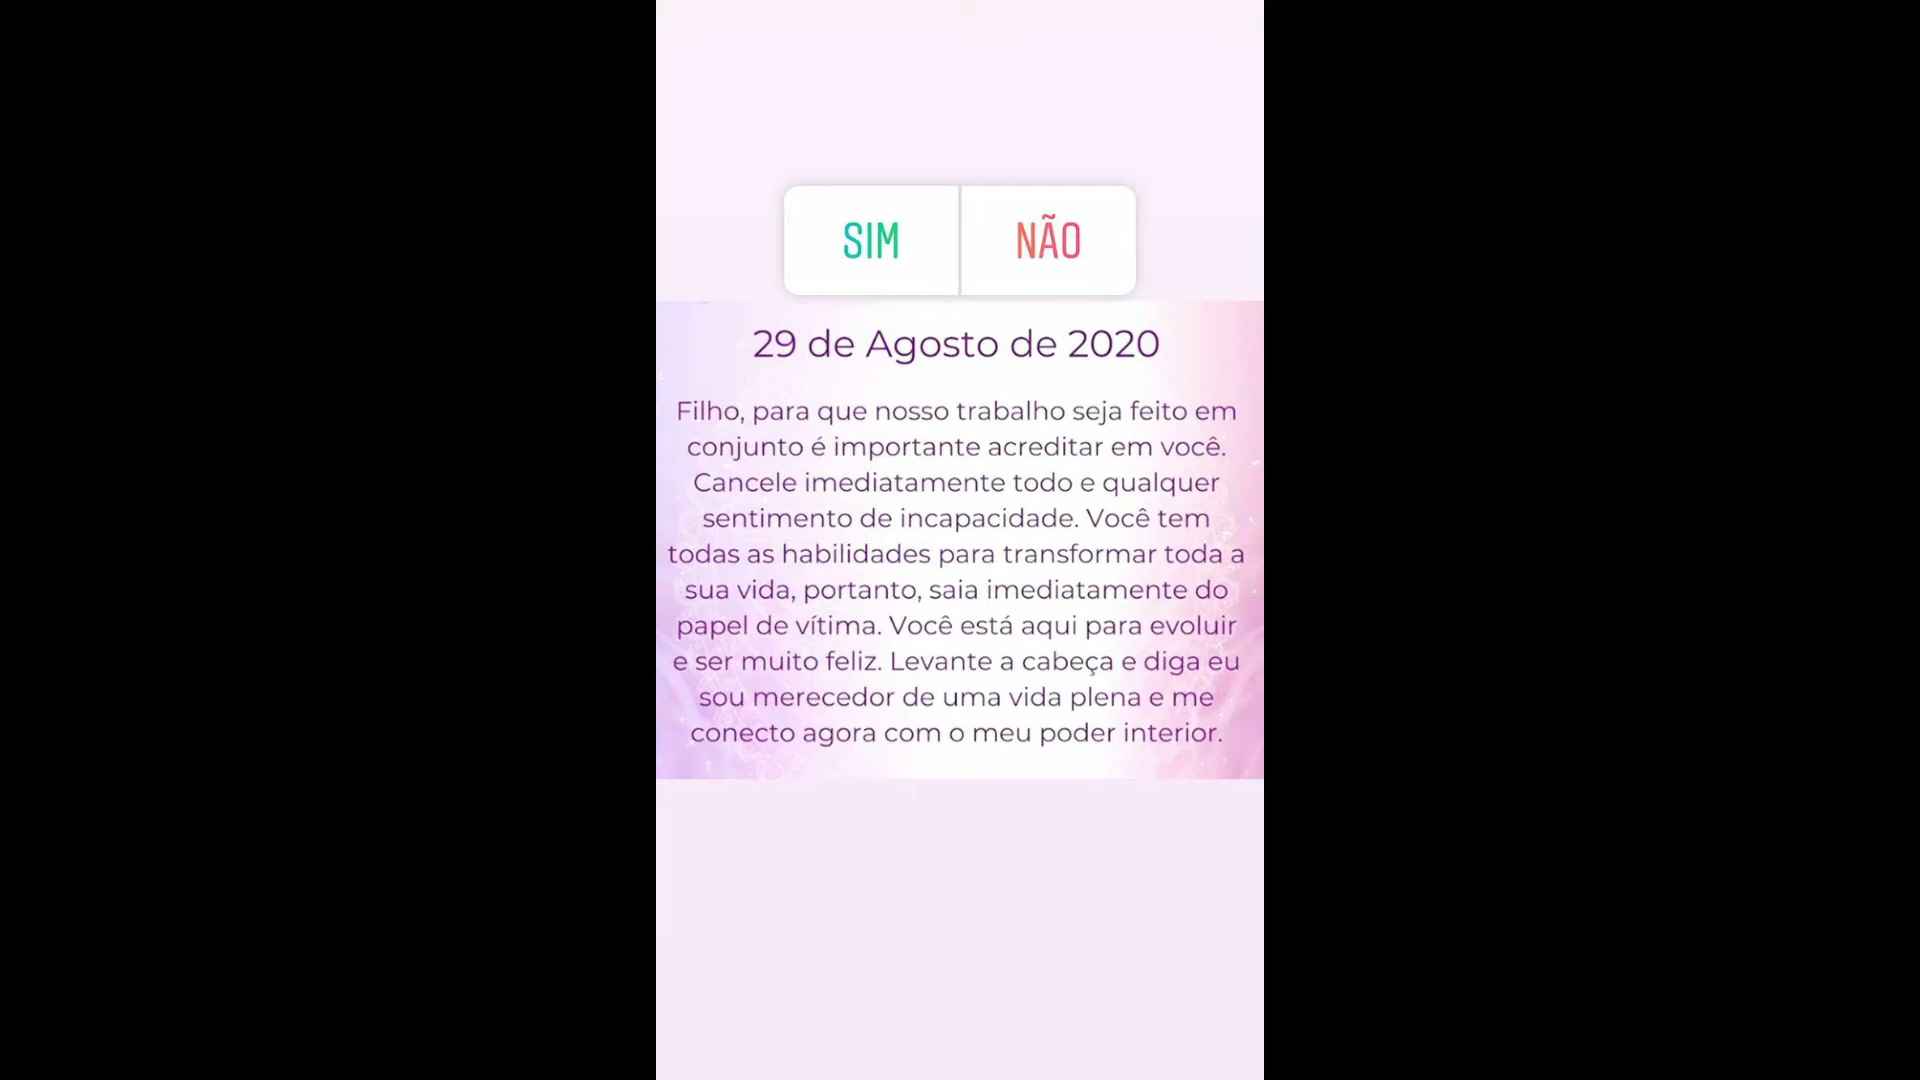 SIM NÃO
29 de Agosto de 2020
Filho, para que nosso trabalho seja feito em
conjunto é importante acreditar em você.
Cancele imediatamente todo e qualquer
sentimento de incapacidade. Você tem
todas as habilidades para transformar toda a
sua vida, portanto, saia imediatamente do
papel de vítima. Você está aqui para evoluir
e ser muito feliz. Levante a cabeça e diga eu
sou merecedor de uma vida plena e me
conecto agora com o meu poder interior.